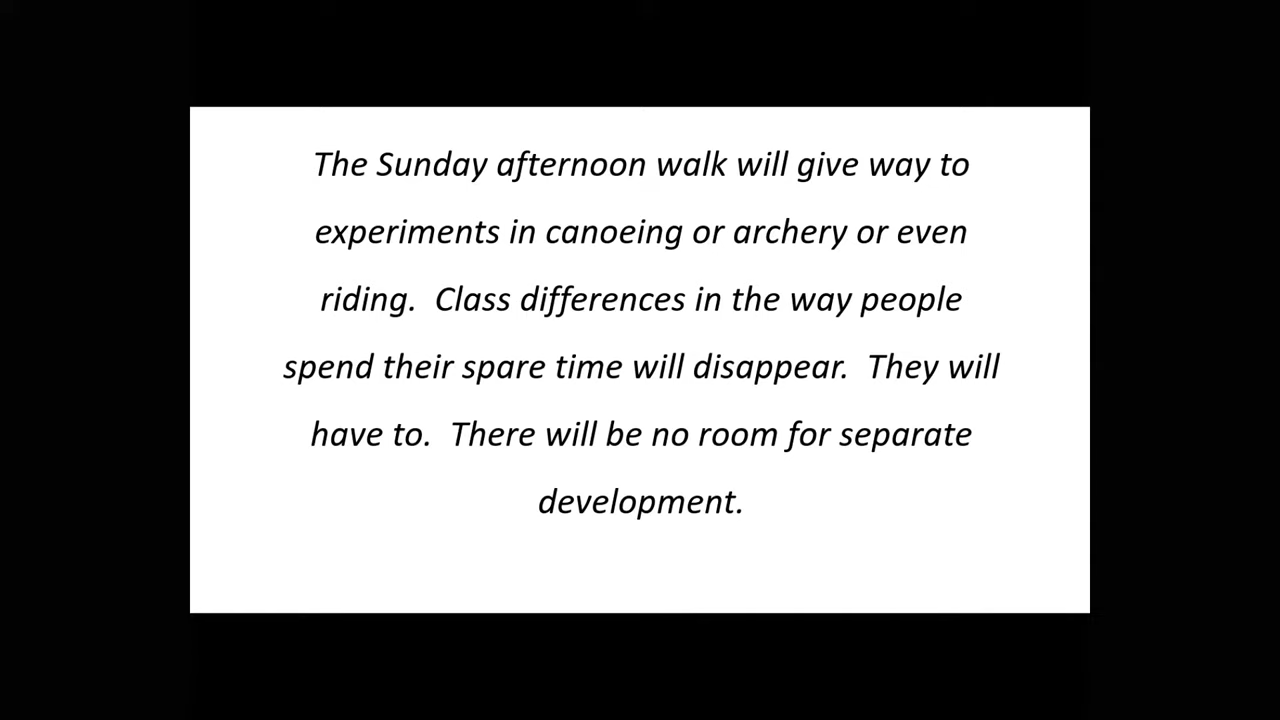 The Sunday afternoon walk will give way to
experiments in canoeing or archery or even
riding.  Class differences in the way people
spend their spare time will disappear.  They will
have to.  There will be no room for separate
development.